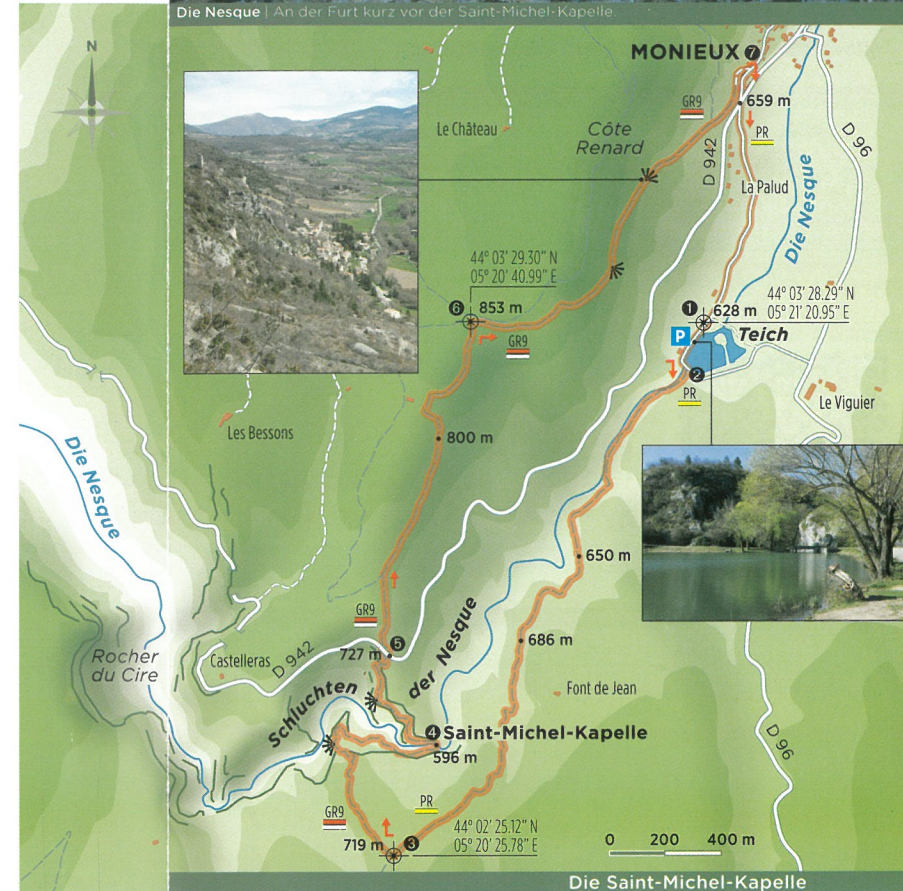 Die Nesque | An der Furt kurz vor der Saint-Michel-Kapelle.
N
MONIEUX 7
659 m
GR9
PR
Le Château
Côte
Renard
D 942
D 96
La Palud
Die Nesque
44° 03' 29.30" N
05° 20' 40.99" E
6
853 m
GR9
44° 03' 28.29" N
05° 21' 20.95" E
1
628 m
P
Teich
2
PR
Le Viguier
Les Bessons
800 m
Die Nesque
650 m
GR9
686 m
5
727 m
Castelleras
D 942
Rocher
du Cire
Schluchten
der Nesque
Font de Jean
4 Saint-Michel-Kapelle
596 m
D 96
GR9
PR
719 m
3
44° 02' 25.12" N
05° 20' 25.78" E
0 200 400 m
Die Saint-Michel-Kapelle